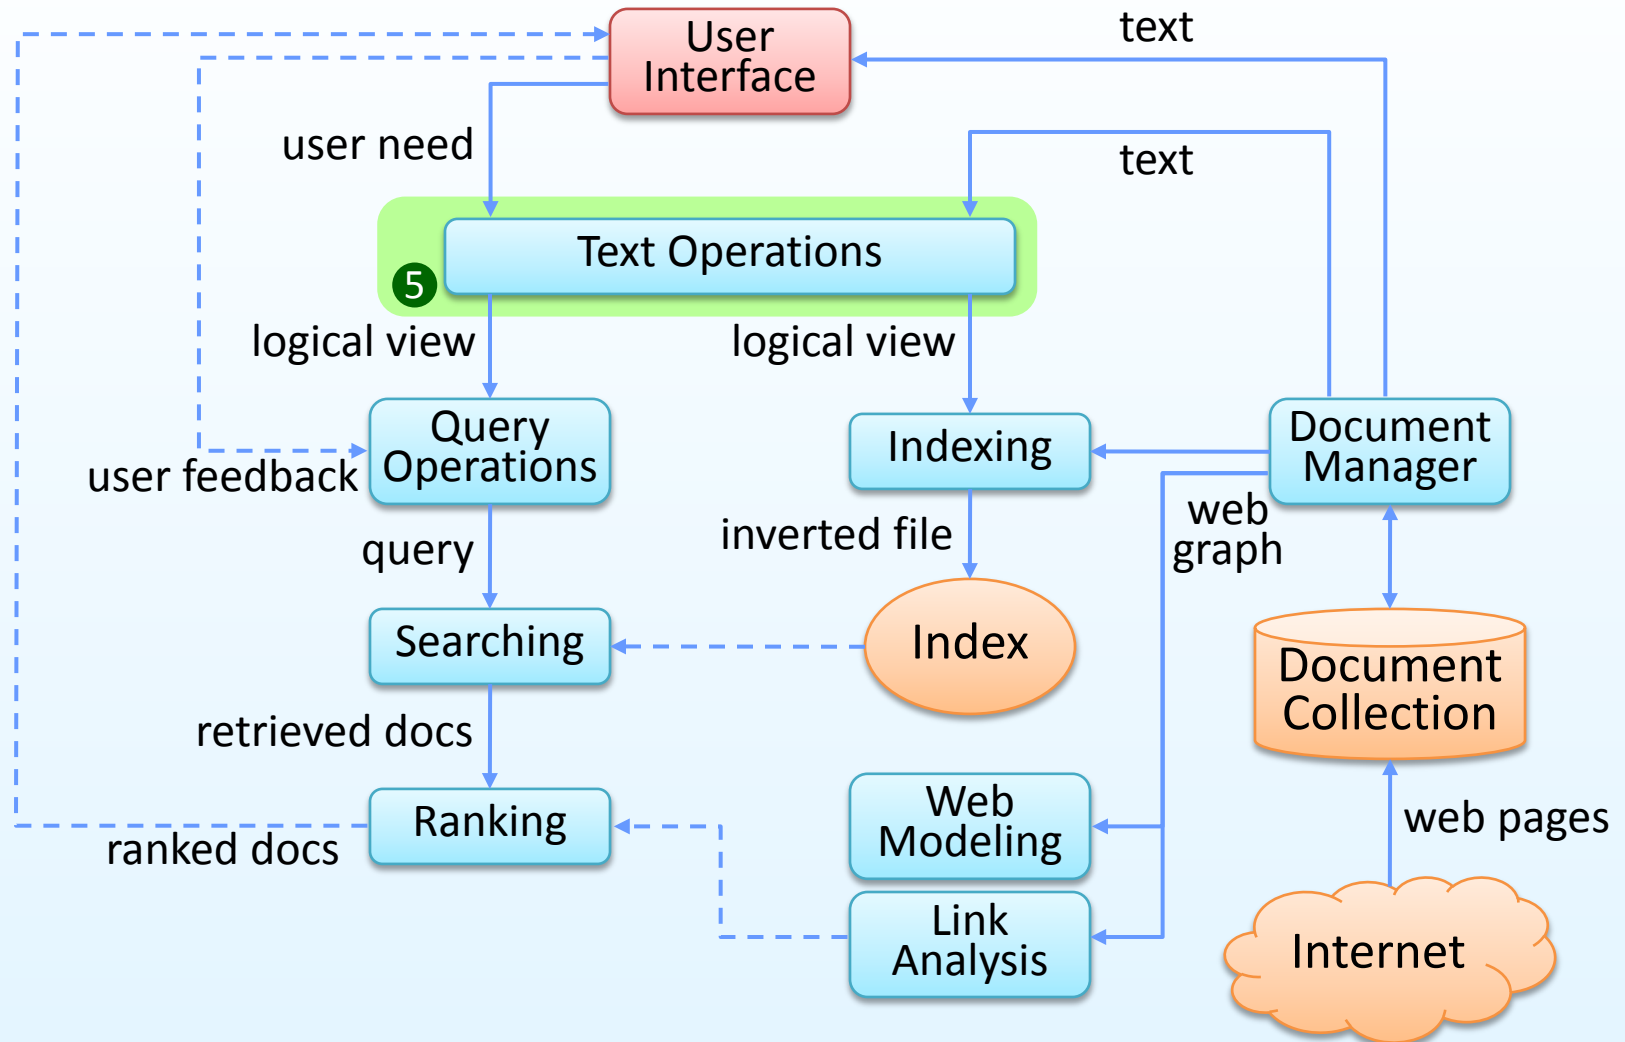 User
Interface
text
user need
text
Text Operations
5
logical view
logical view
Query
Operations
user feedback
Indexing
Document
Manager
web
graph
query
inverted file
Searching
Index
Document
Collection
retrieved docs
Ranking
ranked docs
Web
Modeling
web pages
Link
Analysis
Internet